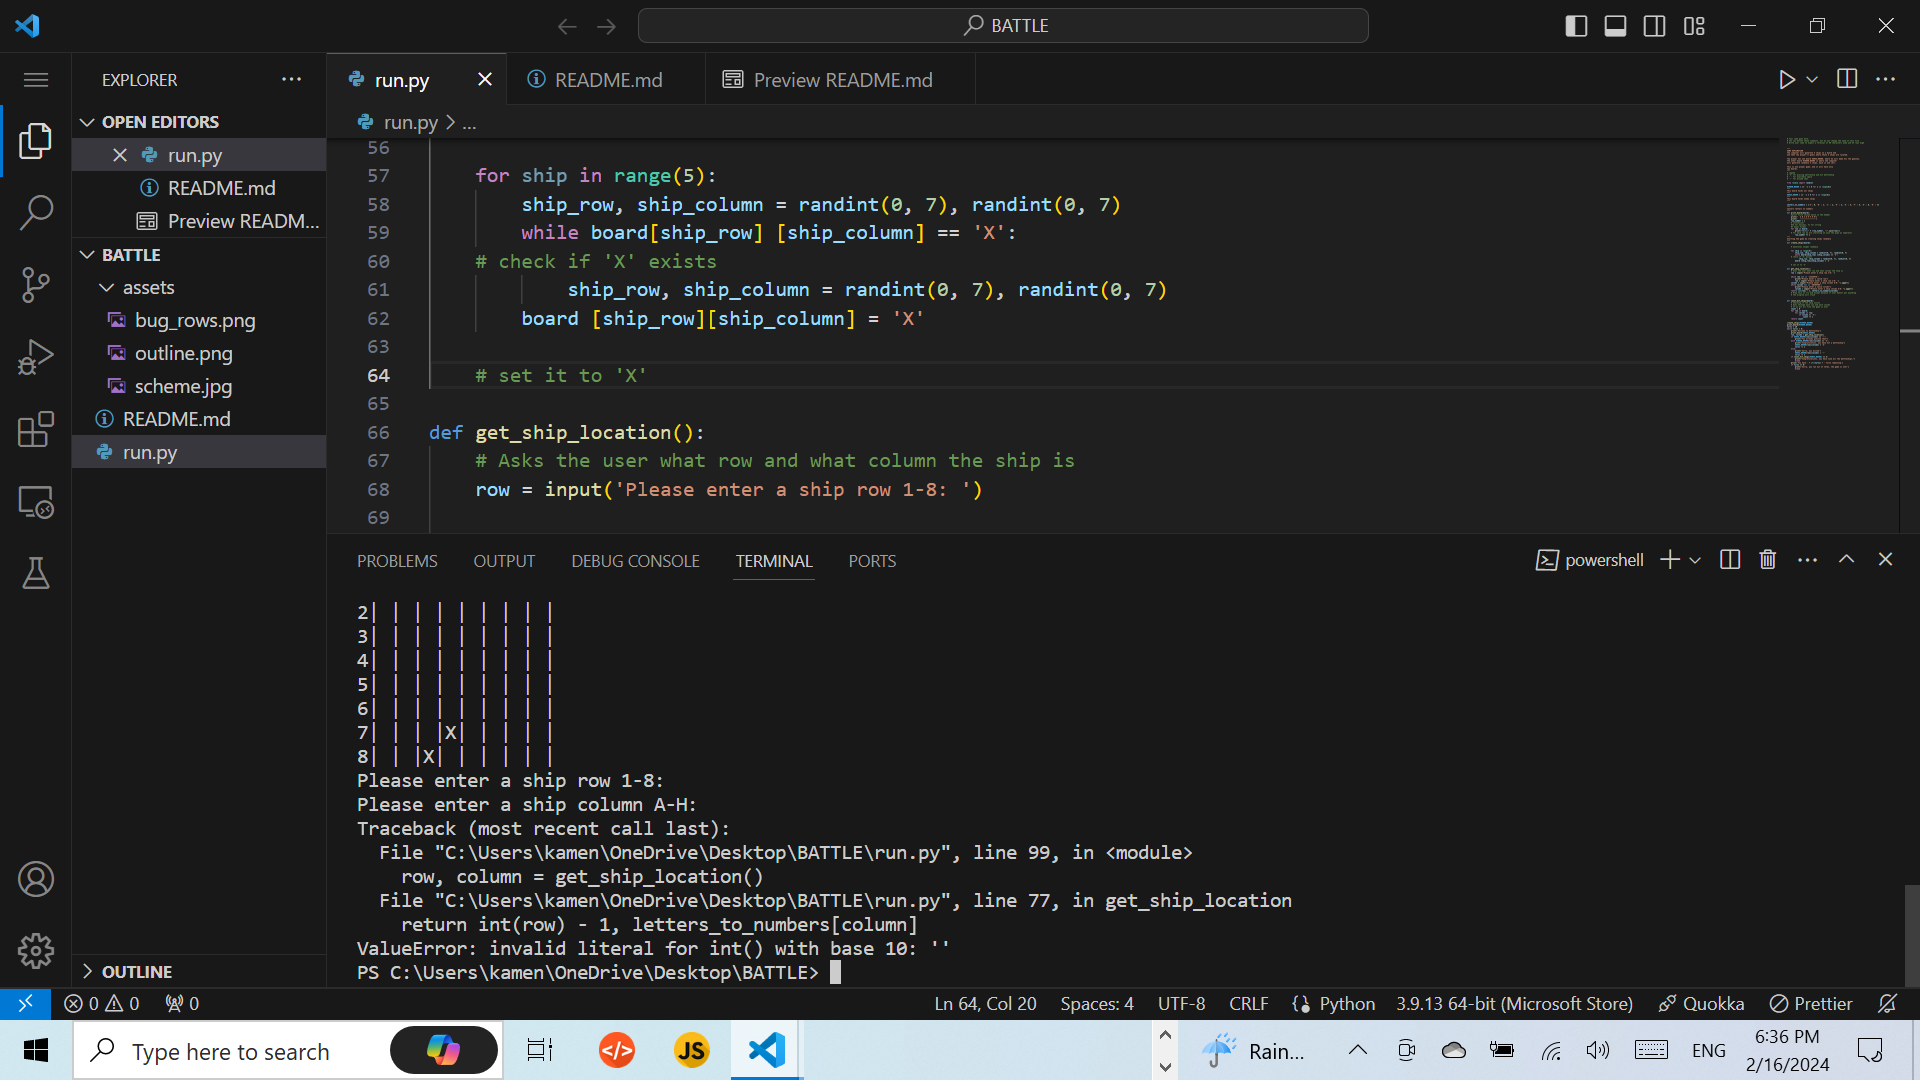 BATTLE
EXPLORER
run.py
README.md
Preview README.md
OPEN EDITORS
run.py
README.md
Preview READM...
BATTLE
assets
bug_rows.png
outline.png
scheme.jpg
README.md
run.py
OUTLINE
run.py > ...
56
57 for ship in range(5):
58 ship_row, ship_column = randint(0, 7), randint(0, 7)
59 while board[ship_row] [ship_column] == 'X':
60 # check if 'X' exists
61 ship_row, ship_column = randint(0, 7), randint(0, 7)
62 board [ship_row][ship_column] = 'X'
63
64 # set it to 'X'
65
66 def get_ship_location():
67 # Asks the user what row and what column the ship is
68 row = input('Please enter a ship row 1-8: ')
69
PROBLEMS OUTPUT DEBUG CONSOLE TERMINAL PORTS
powershell
2| | | | | | | | |
3| | | | | | | | |
4| | | | | | | | |
5| | | | | | | | |
6| | | | | | | | |
7| | | |X| | | | |
8| | |X| | | | | |
Please enter a ship row 1-8:
Please enter a ship column A-H:
Traceback (most recent call last):
File "C:\Users\kamen\OneDrive\Desktop\BATTLE\run.py", line 99, in <module>
row, column = get_ship_location()
File "C:\Users\kamen\OneDrive\Desktop\BATTLE\run.py", line 77, in get_ship_location
return int(row) - 1, letters_to_numbers[column]
ValueError: invalid literal for int() with base 10: ''
PS C:\Users\kamen\OneDrive\Desktop\BATTLE>
0 0 0
Ln 64, Col 20 Spaces: 4 UTF-8 CRLF Python 3.9.13 64-bit (Microsoft Store) Quokka Prettier
Type here to search
JS
Rain...
ENG
6:36 PM
2/16/2024